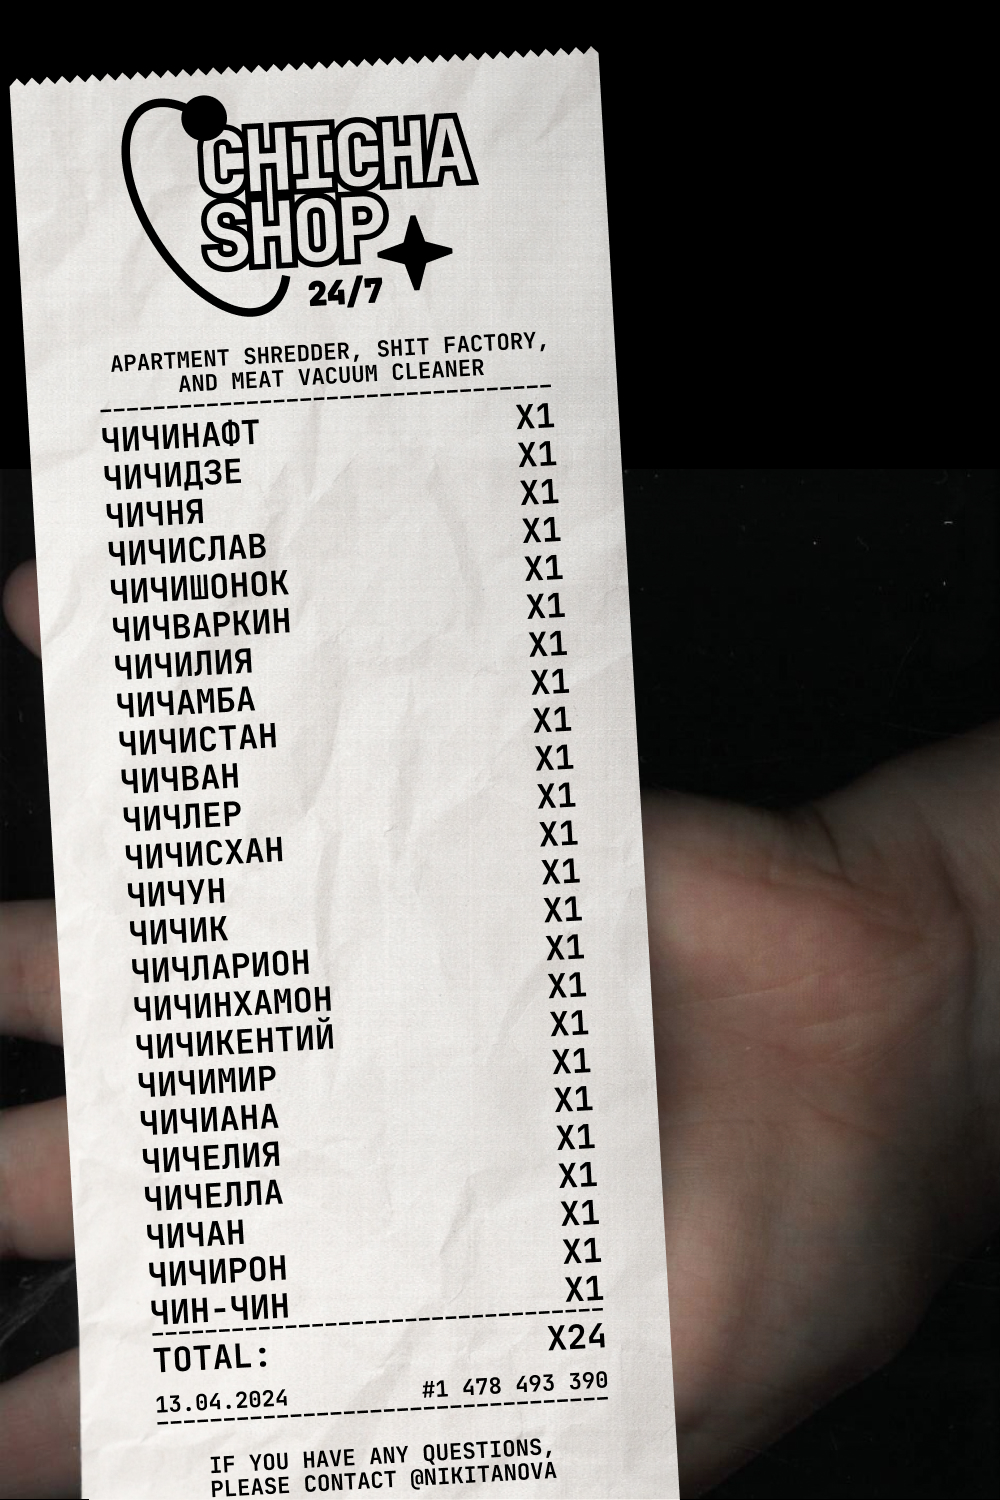 CHICHA
SHOP
24/7
APARTMENT SHREDDER, SHIT FACTORY,
AND MEAT VACUUM CLEANER
ЧИЧИНАФТ X1
ЧИЧИДЗЕ X1
ЧИЧНЯ X1
ЧИЧИСЛАВ X1
ЧИЧИШОНОК X1
ЧИЧВАРКИН X1
ЧИЧИЛИЯ X1
ЧИЧАМБА X1
ЧИЧИСТАН X1
ЧИЧВАН X1
ЧИЧЛЕР X1
ЧИЧИСХАН X1
ЧИЧУН X1
ЧИЧИК X1
ЧИЧЛАРИОН X1
ЧИЧИНХАМОН X1
ЧИЧИКЕНТИЙ X1
ЧИЧИМИР X1
ЧИЧИАНА X1
ЧИЧЕЛИЯ X1
ЧИЧЕЛЛА X1
ЧИЧАН X1
ЧИЧИРОН X1
ЧИН-ЧИН X1
TOTAL: X24
13.04.2024 #1 478 493 390
IF YOU HAVE ANY QUESTIONS,
PLEASE CONTACT @NIKITANOVA